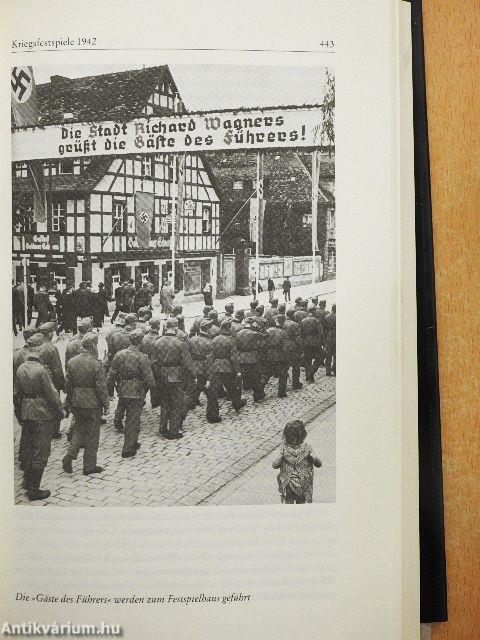 Kriegsfestspiele 1942 443
Die Stadt Richard Wagners
grüßt die Gäste des Führers!
Die »Gäste des Führers« werden zum Festspielhaus geführt
Antikvárium.hu